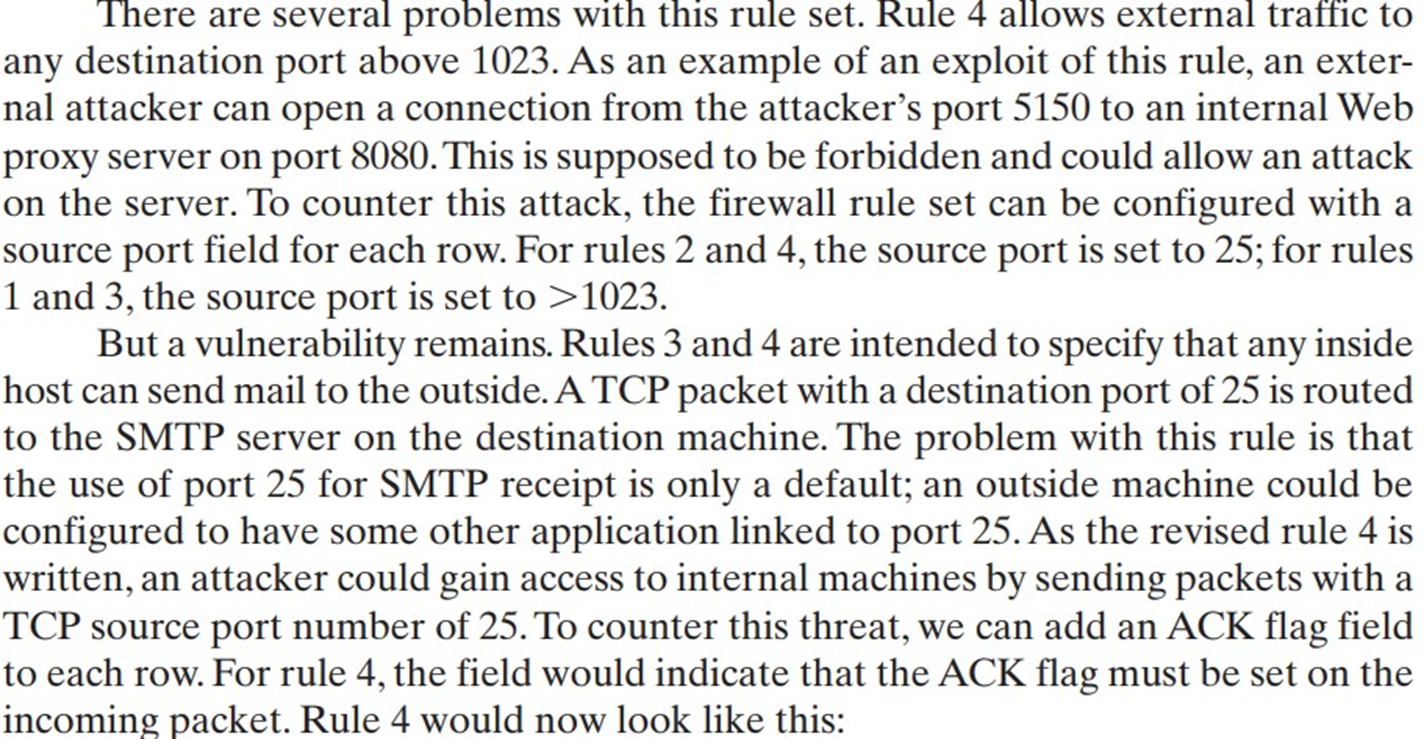 There are several problems with this rule set. Rule 4 allows external traffic to
any destination port above 1023. As an example of an exploit of this rule, an exter-
nal attacker can open a connection from the attacker’s port 5150 to an internal Web
proxy server on port 8080. This is supposed to be forbidden and could allow an attack
on the server. To counter this attack, the firewall rule set can be configured with a
source port field for each row. For rules 2 and 4, the source port is set to 25; for rules
1 and 3, the source port is set to >1023.
But a vulnerability remains. Rules 3 and 4 are intended to specify that any inside
host can send mail to the outside. A TCP packet with a destination port of 25 is routed
to the SMTP server on the destination machine. The problem with this rule is that
the use of port 25 for SMTP receipt is only a default; an outside machine could be
configured to have some other application linked to port 25. As the revised rule 4 is
written, an attacker could gain access to internal machines by sending packets with a
TCP source port number of 25. To counter this threat, we can add an ACK flag field
to each row. For rule 4, the field would indicate that the ACK flag must be set on the
incoming packet. Rule 4 would now look like this: